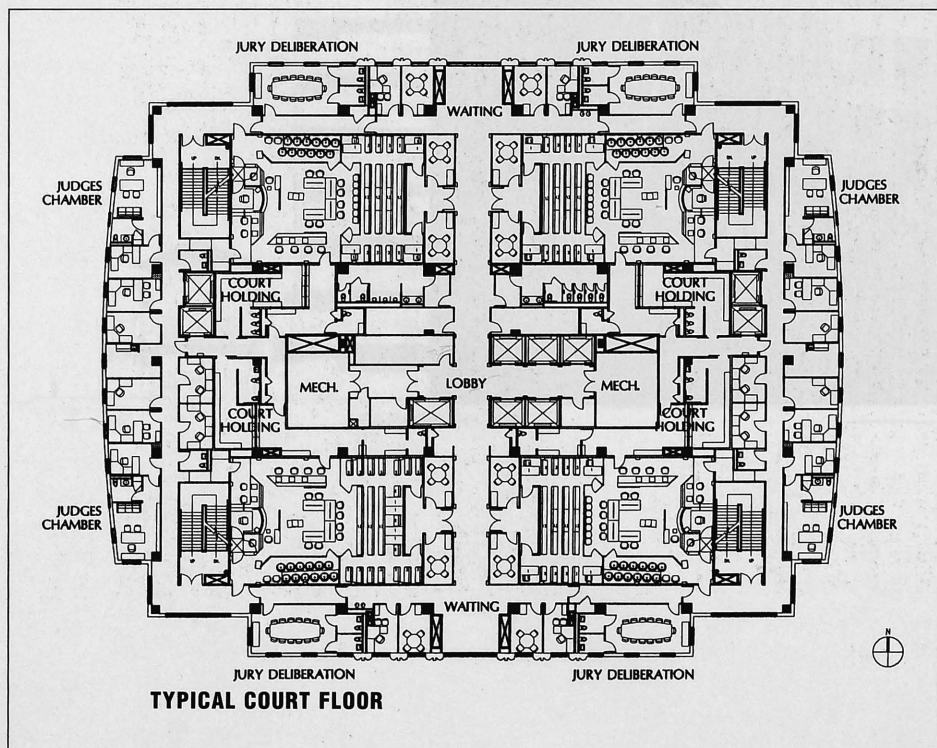 JURY DELIBERATION
JURY DELIBERATION
WAITING
JUDGES
CHAMBER
JUDGES
CHAMBER
COURT
HOLDING
COURT
HOLDING
MECH.
LOBBY
MECH.
COURT
HOLDING
COURT
HOLDING
JUDGES
CHAMBER
JUDGES
CHAMBER
WAITING
N
JURY DELIBERATION
JURY DELIBERATION
TYPICAL COURT FLOOR